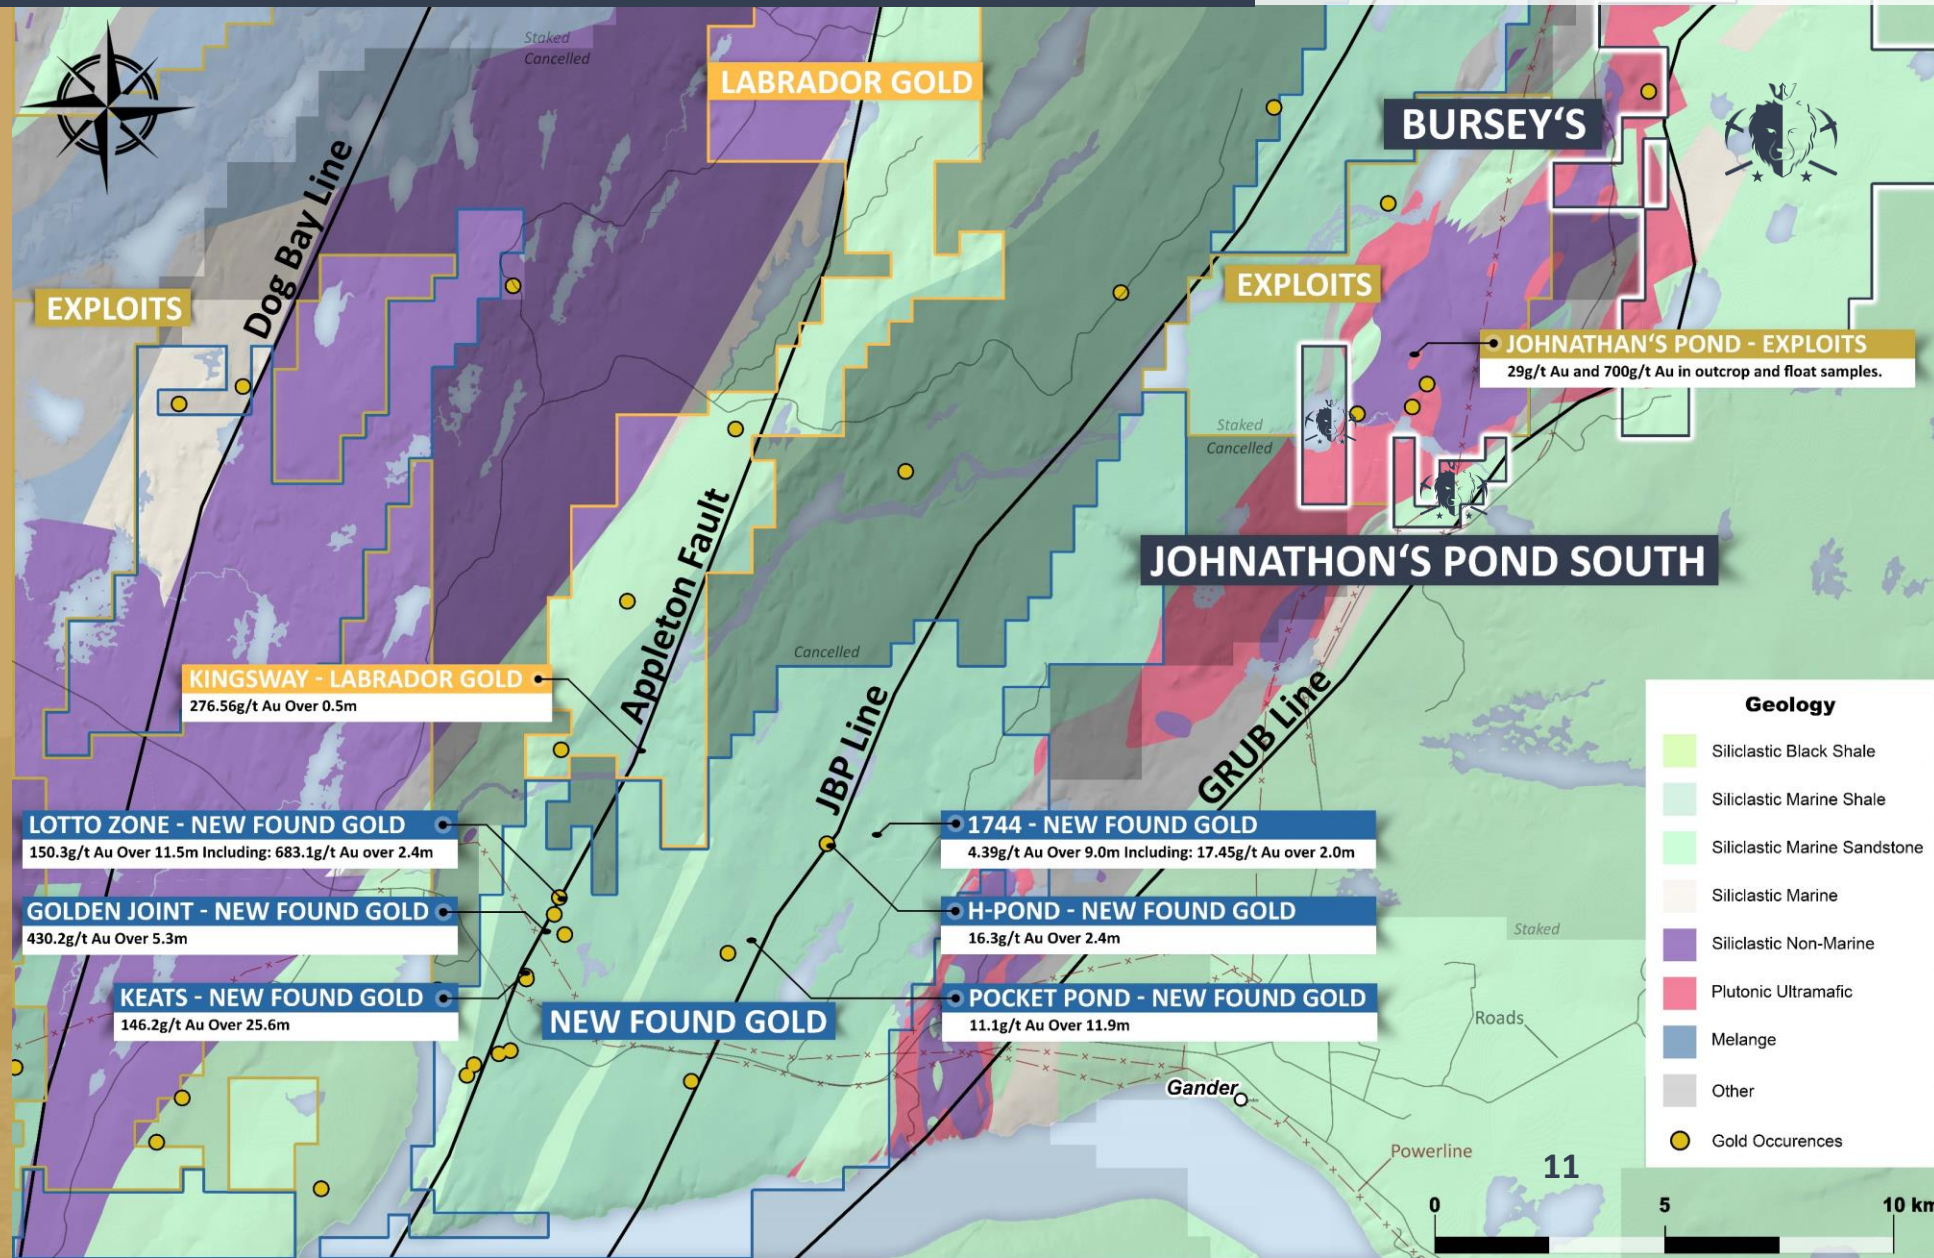 Staked
Cancelled
LABRADOR GOLD
BURSEY‘S
Dog Bay Line
EXPLOITS
EXPLOITS
JOHNATHAN‘S POND - EXPLOITS
29g/t Au and 700g/t Au in outcrop and float samples.
Staked
Cancelled
Appleton Fault
JOHNATHON‘S POND SOUTH
Cancelled
KINGSWAY - LABRADOR GOLD
276.56g/t Au Over 0.5m
JBP Line
GRUB Line
LOTTO ZONE - NEW FOUND GOLD
150.3g/t Au Over 11.5m Including: 683.1g/t Au over 2.4m
1744 - NEW FOUND GOLD
4.39g/t Au Over 9.0m Including: 17.45g/t Au over 2.0m
GOLDEN JOINT - NEW FOUND GOLD
430.2g/t Au Over 5.3m
H-POND - NEW FOUND GOLD
16.3g/t Au Over 2.4m
KEATS - NEW FOUND GOLD
146.2g/t Au Over 25.6m
NEW FOUND GOLD
POCKET POND - NEW FOUND GOLD
11.1g/t Au Over 11.9m
Staked
Roads
Gander
Powerline
Geology
Siliclastic Black Shale
Siliclastic Marine Shale
Siliclastic Marine Sandstone
Siliclastic Marine
Siliclastic Non-Marine
Plutonic Ultramafic
Melange
Other
Gold Occurences
11
0 5 10 km